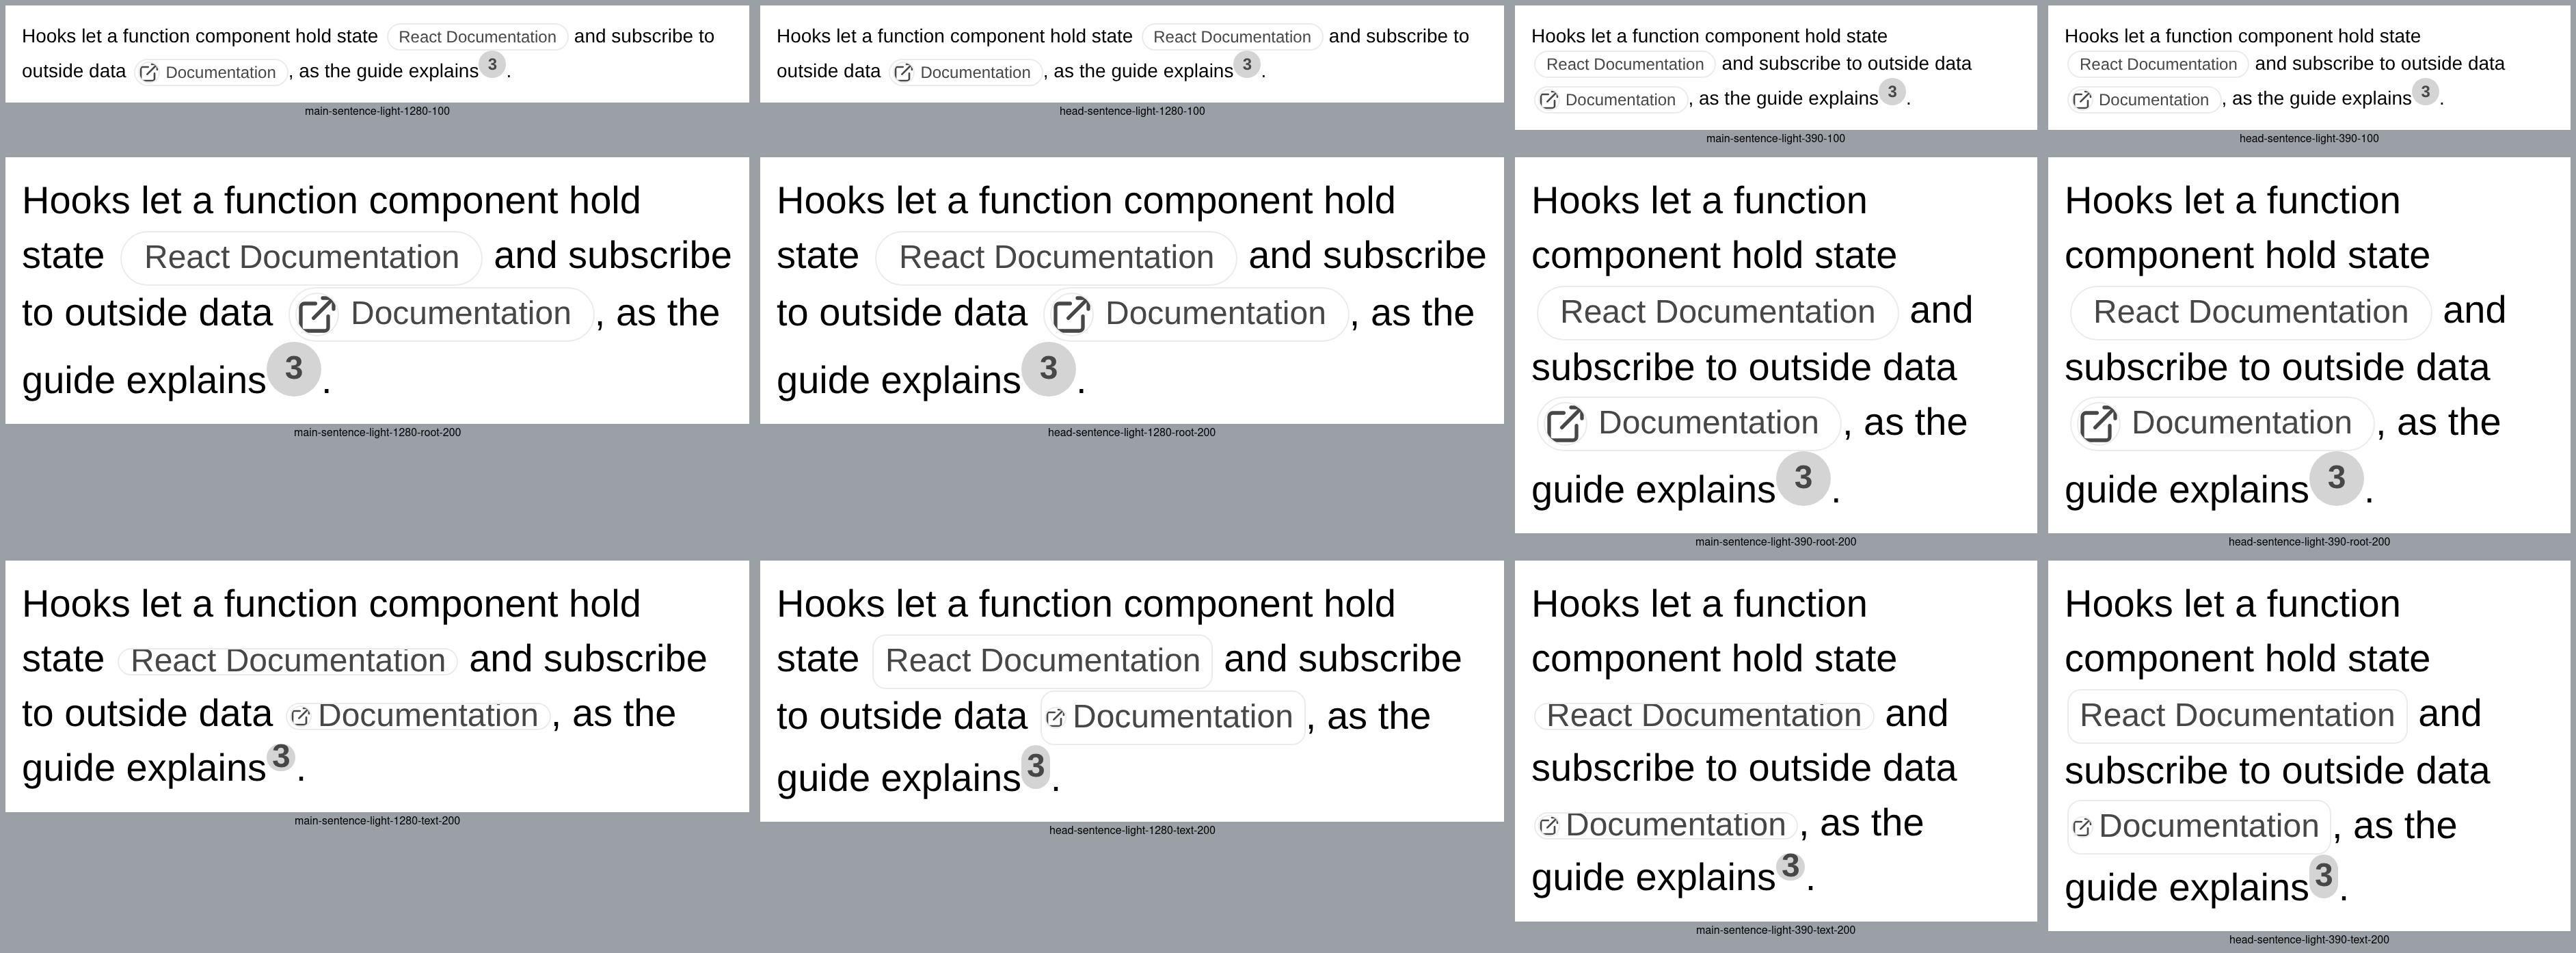 Hooks let a function component hold state React Documentation and subscribe to
outside data Documentation , as the guide explains 3 .
main-sentence-light-1280-100
Hooks let a function component hold state React Documentation and subscribe to
outside data Documentation , as the guide explains 3 .
head-sentence-light-1280-100
Hooks let a function component hold state
React Documentation and subscribe to outside data
Documentation , as the guide explains 3 .
main-sentence-light-390-100
Hooks let a function component hold state
React Documentation and subscribe to outside data
Documentation , as the guide explains 3 .
head-sentence-light-390-100
Hooks let a function component hold
state React Documentation and subscribe
to outside data Documentation , as the
guide explains 3 .
main-sentence-light-1280-root-200
Hooks let a function component hold
state React Documentation and subscribe
to outside data Documentation , as the
guide explains 3 .
head-sentence-light-1280-root-200
Hooks let a function
component hold state
React Documentation and
subscribe to outside data
Documentation , as the
guide explains 3 .
main-sentence-light-390-root-200
Hooks let a function
component hold state
React Documentation and
subscribe to outside data
Documentation , as the
guide explains 3 .
head-sentence-light-390-root-200
Hooks let a function component hold
state React Documentation and subscribe
to outside data Documentation , as the
guide explains 3 .
main-sentence-light-1280-text-200
Hooks let a function component hold
state React Documentation and subscribe
to outside data Documentation , as the
guide explains 3 .
head-sentence-light-1280-text-200
Hooks let a function
component hold state
React Documentation and
subscribe to outside data
Documentation , as the
guide explains 3 .
main-sentence-light-390-text-200
Hooks let a function
component hold state
React Documentation and
subscribe to outside data
Documentation , as the
guide explains 3 .
head-sentence-light-390-text-200